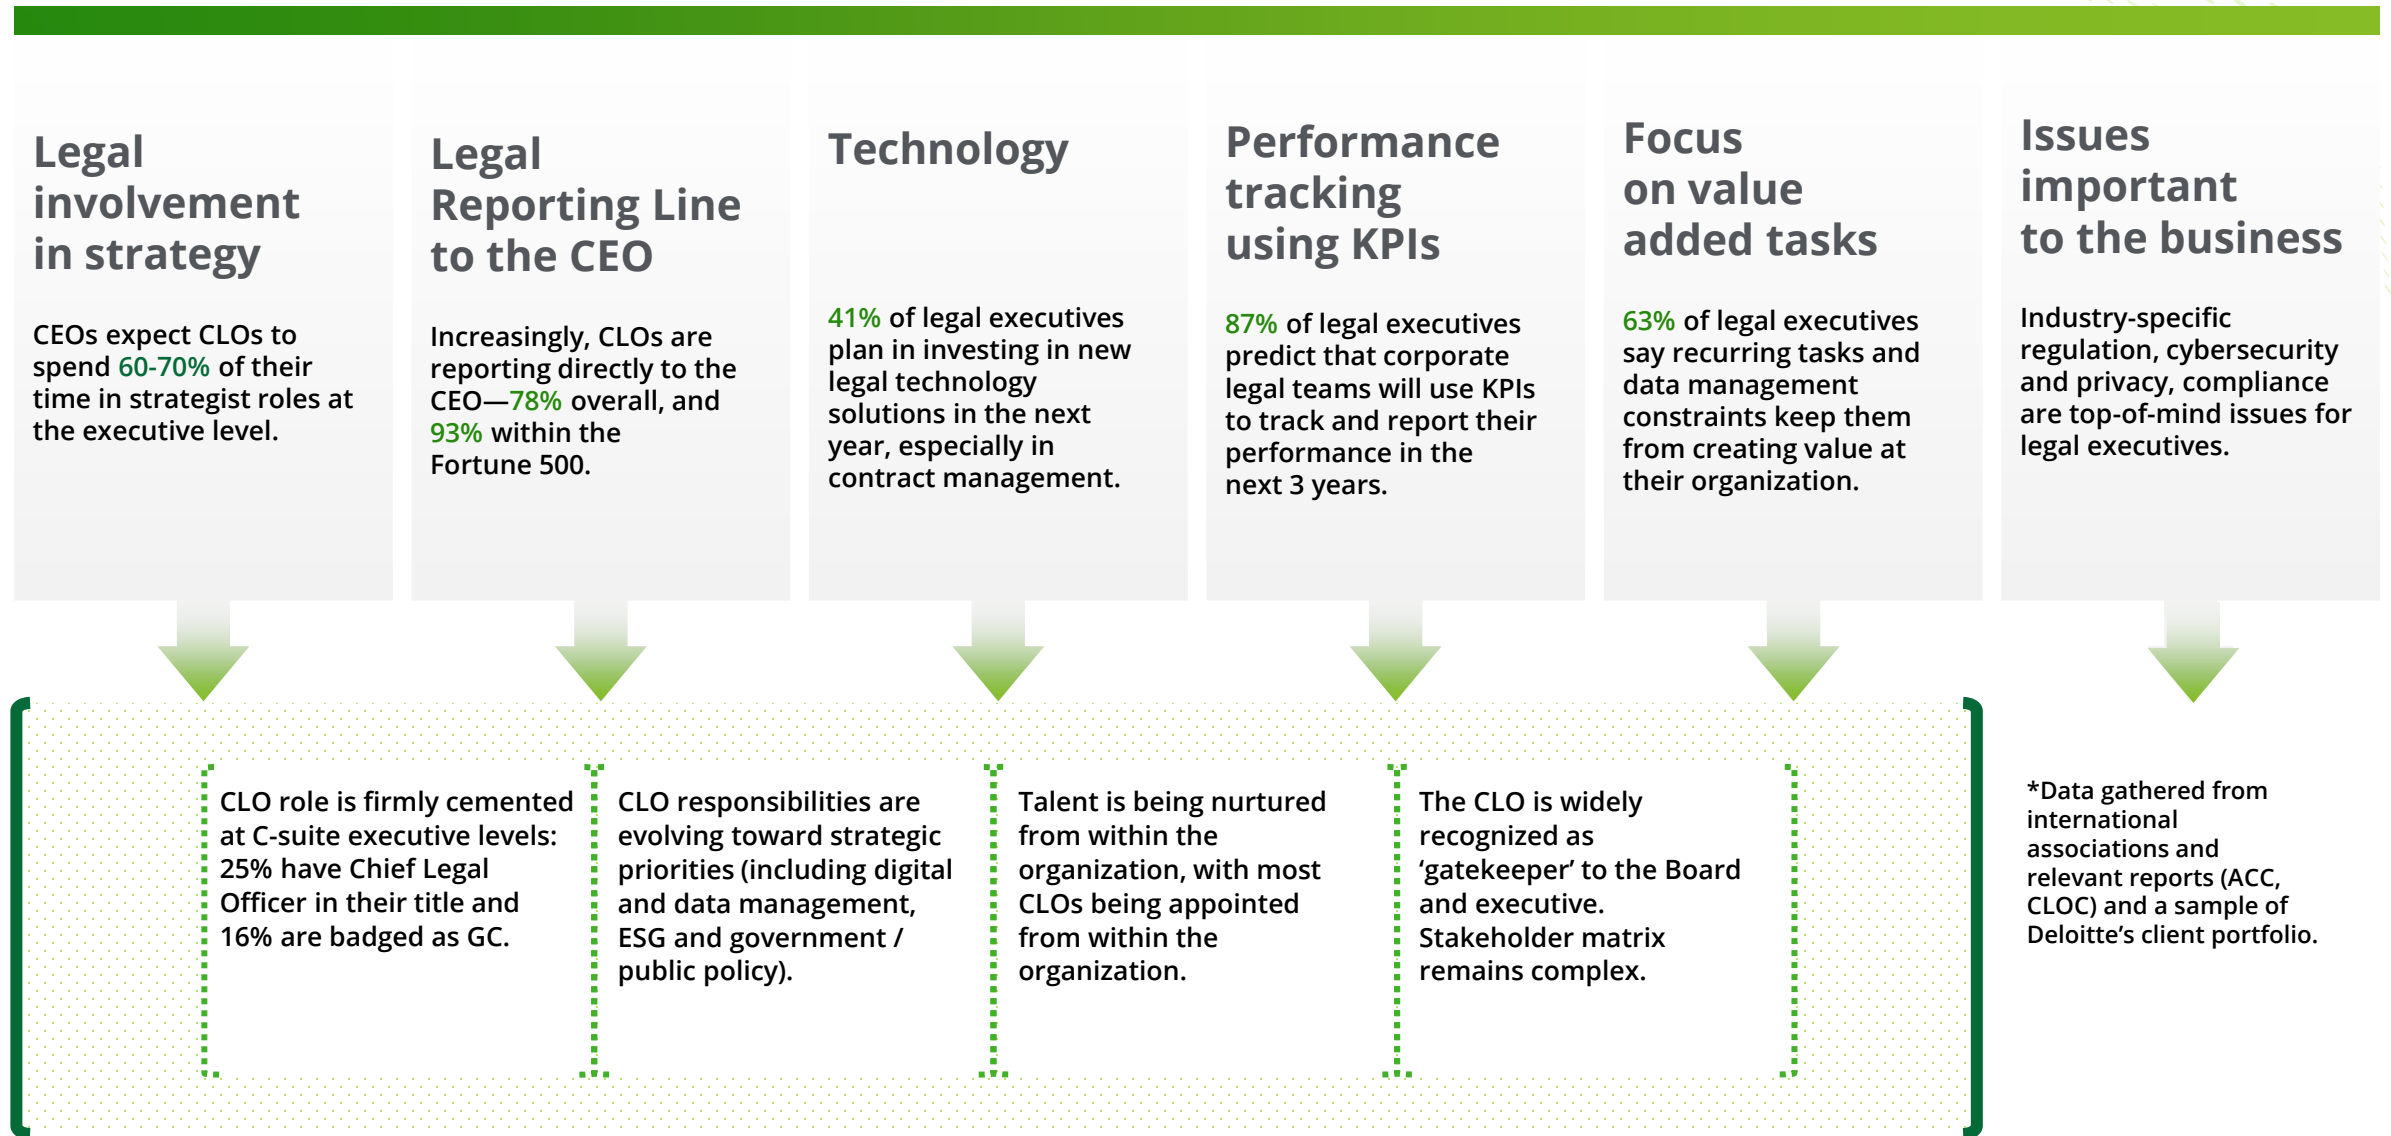 Legal
involvement
in strategy
CEOs expect CLOs to
spend 60-70% of their
time in strategist roles at
the executive level.
Legal
Reporting Line
to the CEO
Increasingly, CLOs are
reporting directly to the
CEO—78% overall, and
93% within the
Fortune 500.
Technology
41% of legal executives
plan in investing in new
legal technology
solutions in the next
year, especially in
contract management.
Performance
tracking
using KPIs
87% of legal executives
predict that corporate
legal teams will use KPIs
to track and report their
performance in the
next 3 years.
Focus
on value
added tasks
63% of legal executives
say recurring tasks and
data management
constraints keep them
from creating value at
their organization.
Issues
important
to the business
Industry-specific
regulation, cybersecurity
and privacy, compliance
are top-of-mind issues for
legal executives.
CLO role is firmly cemented
at C-suite executive levels:
25% have Chief Legal
Officer in their title and
16% are badged as GC.
CLO responsibilities are
evolving toward strategic
priorities (including digital
and data management,
ESG and government /
public policy).
Talent is being nurtured
from within the
organization, with most
CLOs being appointed
from within the
organization.
The CLO is widely
recognized as
‘gatekeeper’ to the Board
and executive.
Stakeholder matrix
remains complex.
*Data gathered from
international
associations and
relevant reports (ACC,
CLOC) and a sample of
Deloitte’s client portfolio.